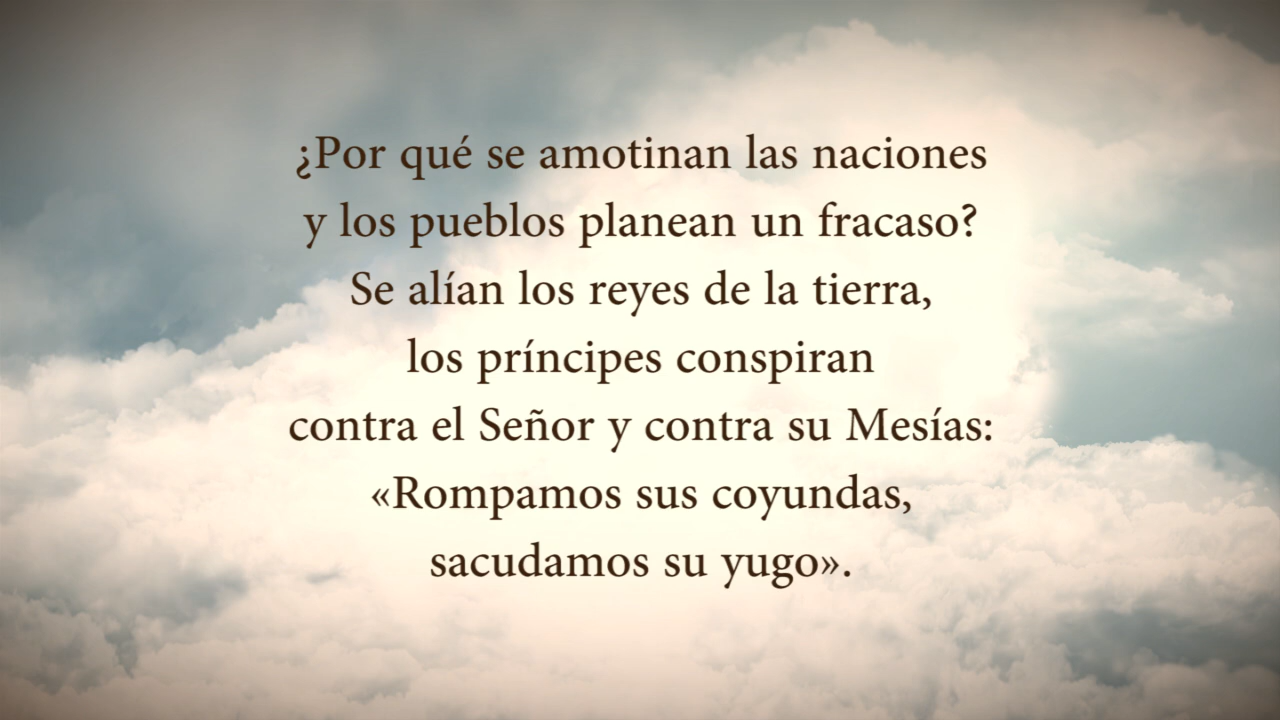 ¿Por qué se amotinan las naciones
y los pueblos planean un fracaso?
Se alían los reyes de la tierra,
los príncipes conspiran
contra el Señor y contra su Mesías:
«Rompamos sus coyundas,
sacudamos su yugo».